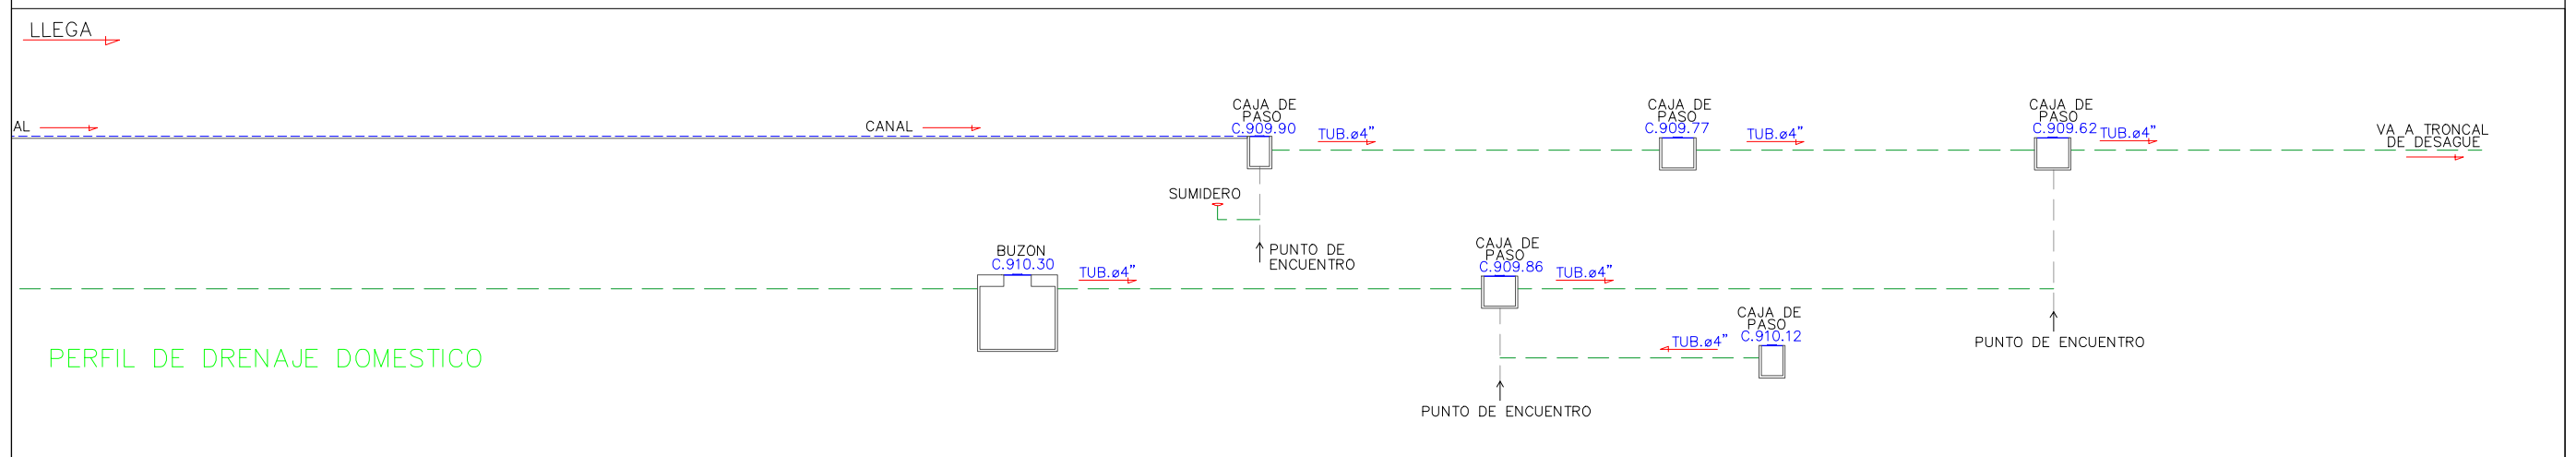 LLEGA
AL
CANAL
CAJA DE
PASO
C.909.90
TUB.ø4"
CAJA DE
PASO
C.909.77
TUB.ø4"
CAJA DE
PASO
C.909.62
TUB.ø4"
VA A TRONCAL
DE DESAGUE
SUMIDERO
PUNTO DE
ENCUENTRO
BUZON
C.910.30
TUB.ø4"
CAJA DE
PASO
C.909.86
TUB.ø4"
CAJA DE
PASO
C.910.12
TUB.ø4"
PUNTO DE ENCUENTRO
PUNTO DE ENCUENTRO
PERFIL DE DRENAJE DOMESTICO